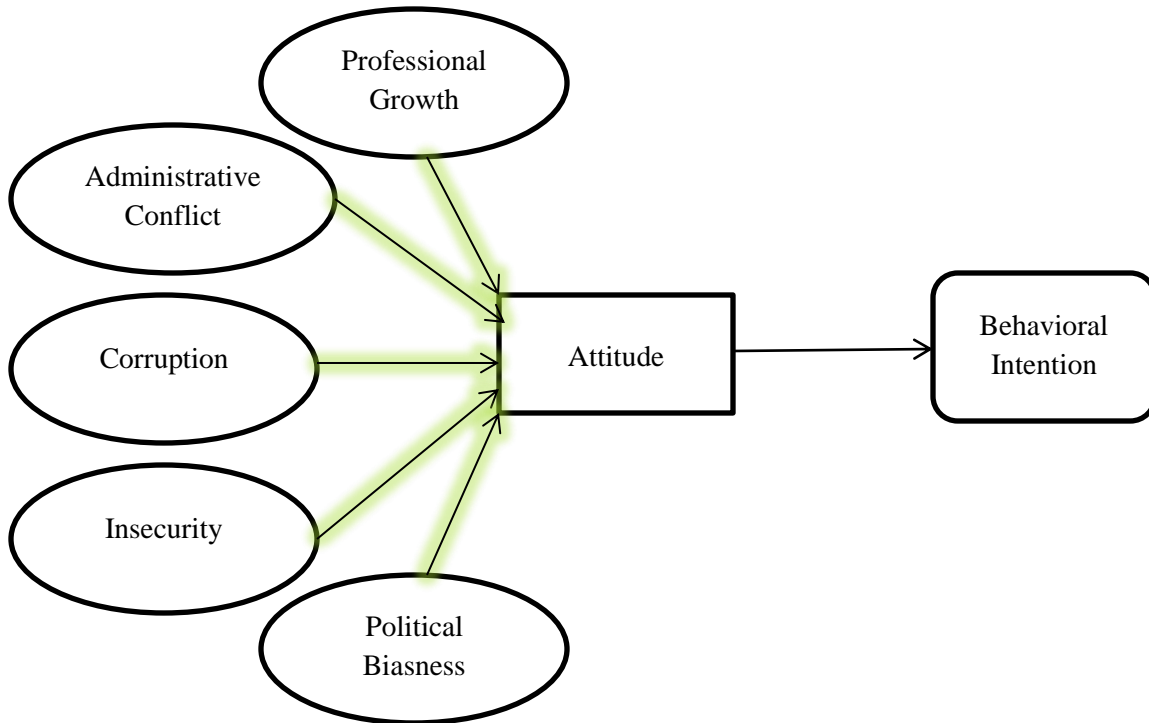 Professional
Growth
Administrative
Conflict
Corruption
Insecurity
Political
Biasness
Attitude
Behavioral
Intention